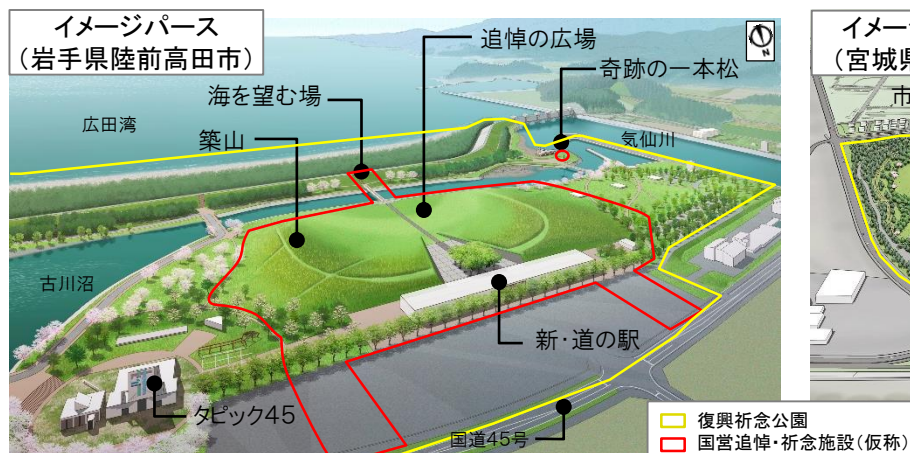 イメージパース
（岩手県陸前高田市）
追悼の広場
奇跡の一本松
海を望む場
広田湾
築山
気仙川
古川沼
新・道の駅
タピック45
国道45号
復興祈念公園
国営追悼・祈念施設（仮称）
イメー
（宮城県
市